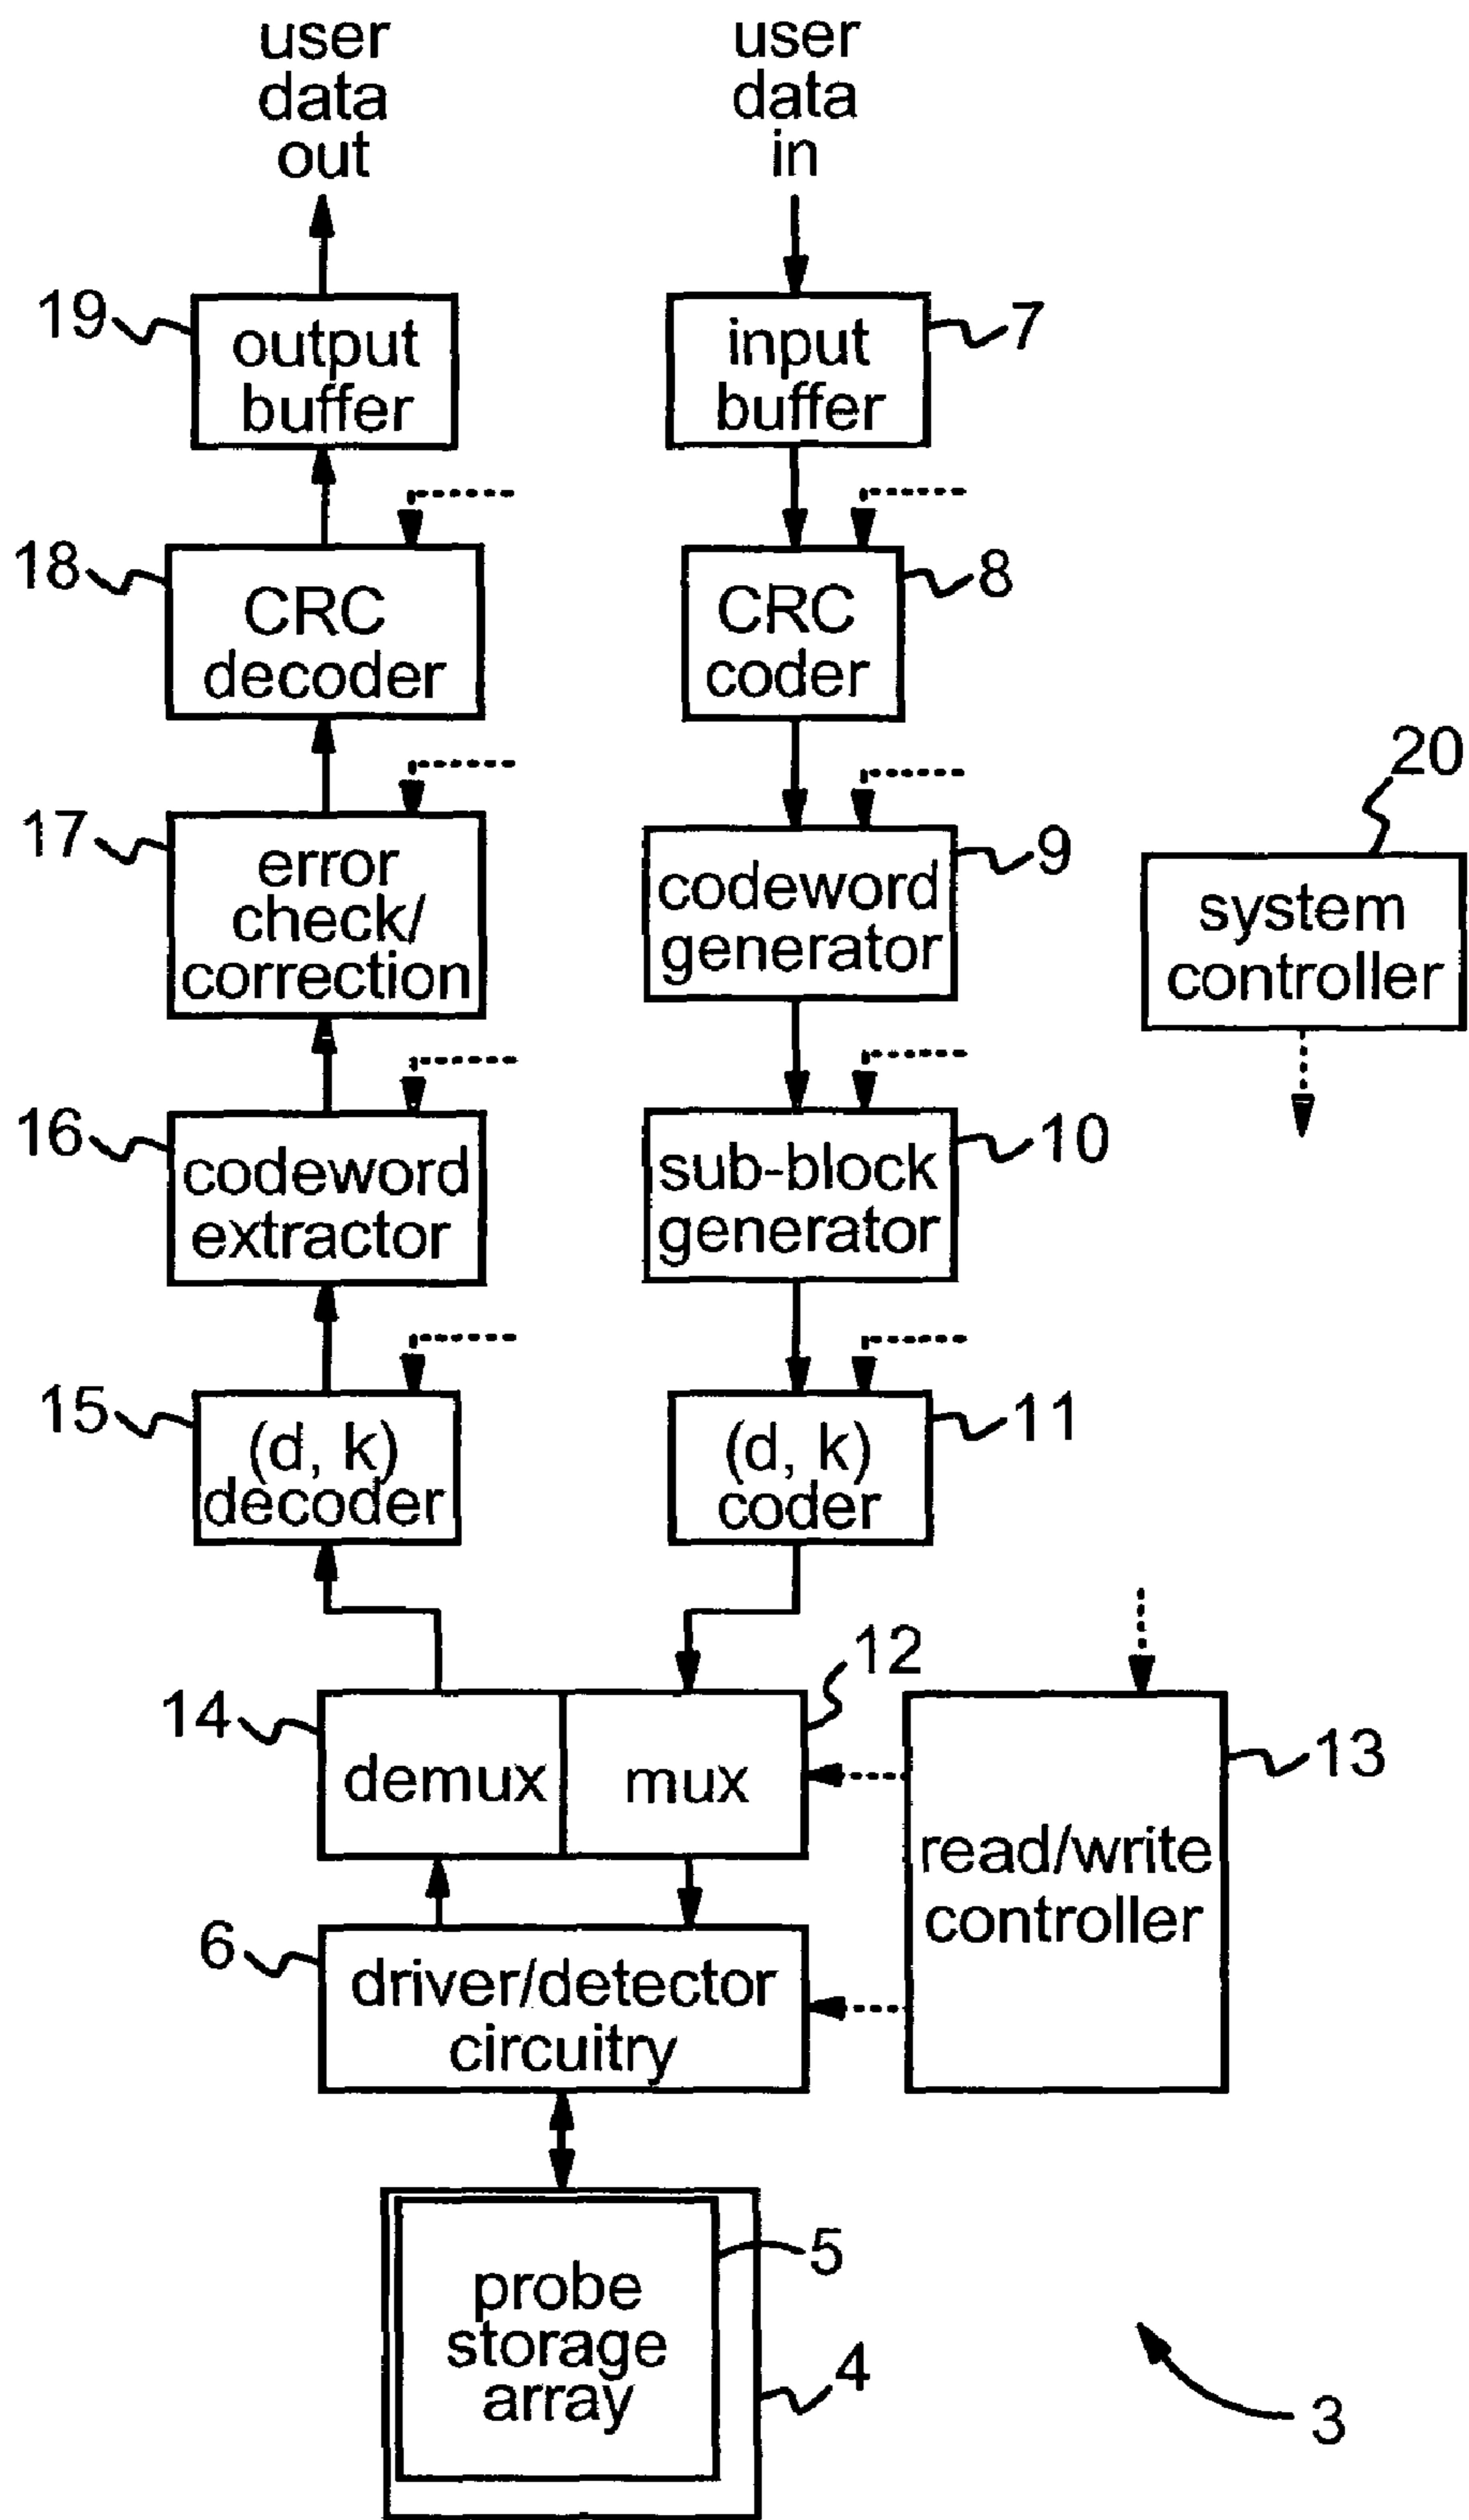 user
data
out
user
data
in
19
output
buffer
input
buffer
7
18
CRC
decoder
CRC
coder
8
20
17
error
check/
correction
codeword
generator
9
system
controller
16
codeword
extractor
sub-block
generator
10
15
(d, k)
decoder
(d, k)
coder
11
12
14
demux
mux
13
read/write
controller
6
driver/detector
circuitry
5
probe
storage
array
4
3